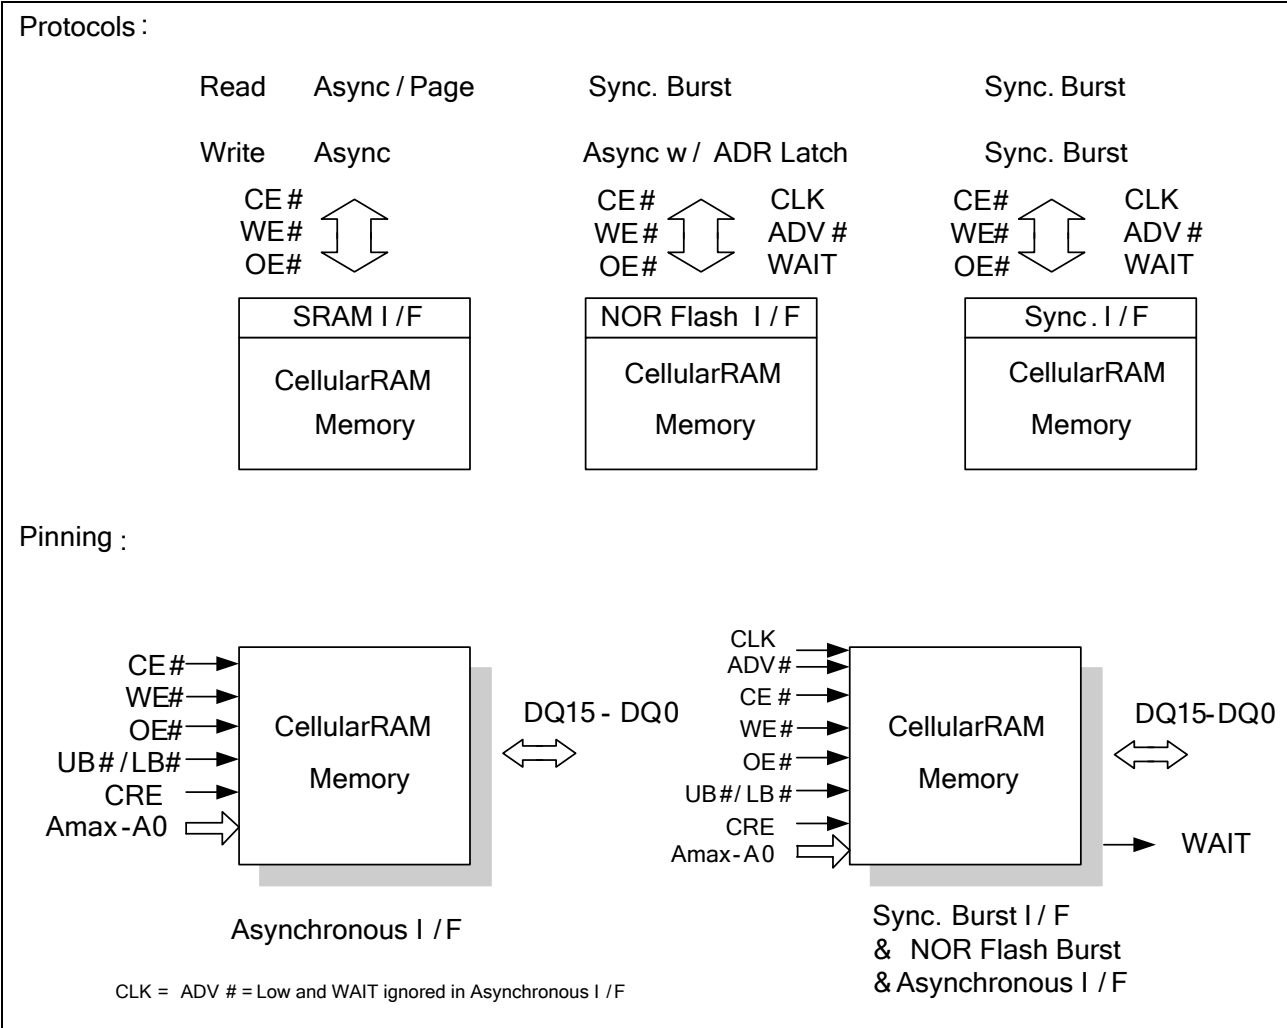 Protocols :
Read Async / Page Sync. Burst Sync. Burst
Write Async Async w / ADR Latch Sync. Burst
CE # CE # CLK CE# CLK
WE# WE # ADV # WE# ADV #
OE# OE# WAIT OE# WAIT
SRAM I / F NOR Flash I / F Sync. I / F
CellularRAM CellularRAM CellularRAM
Memory Memory Memory
Pinning :
CE#
WE#
OE#
UB # / LB#
CRE
Amax - A0
CellularRAM
Memory
DQ15 - DQ0
Asynchronous I / F
CLK = ADV # = Low and WAIT ignored in Asynchronous I / F
CLK
ADV #
CE #
WE #
OE #
UB #/ LB #
CRE
Amax - A0
CellularRAM
Memory
DQ15-DQ0
WAIT
Sync. Burst I / F
& NOR Flash Burst
& Asynchronous I / F